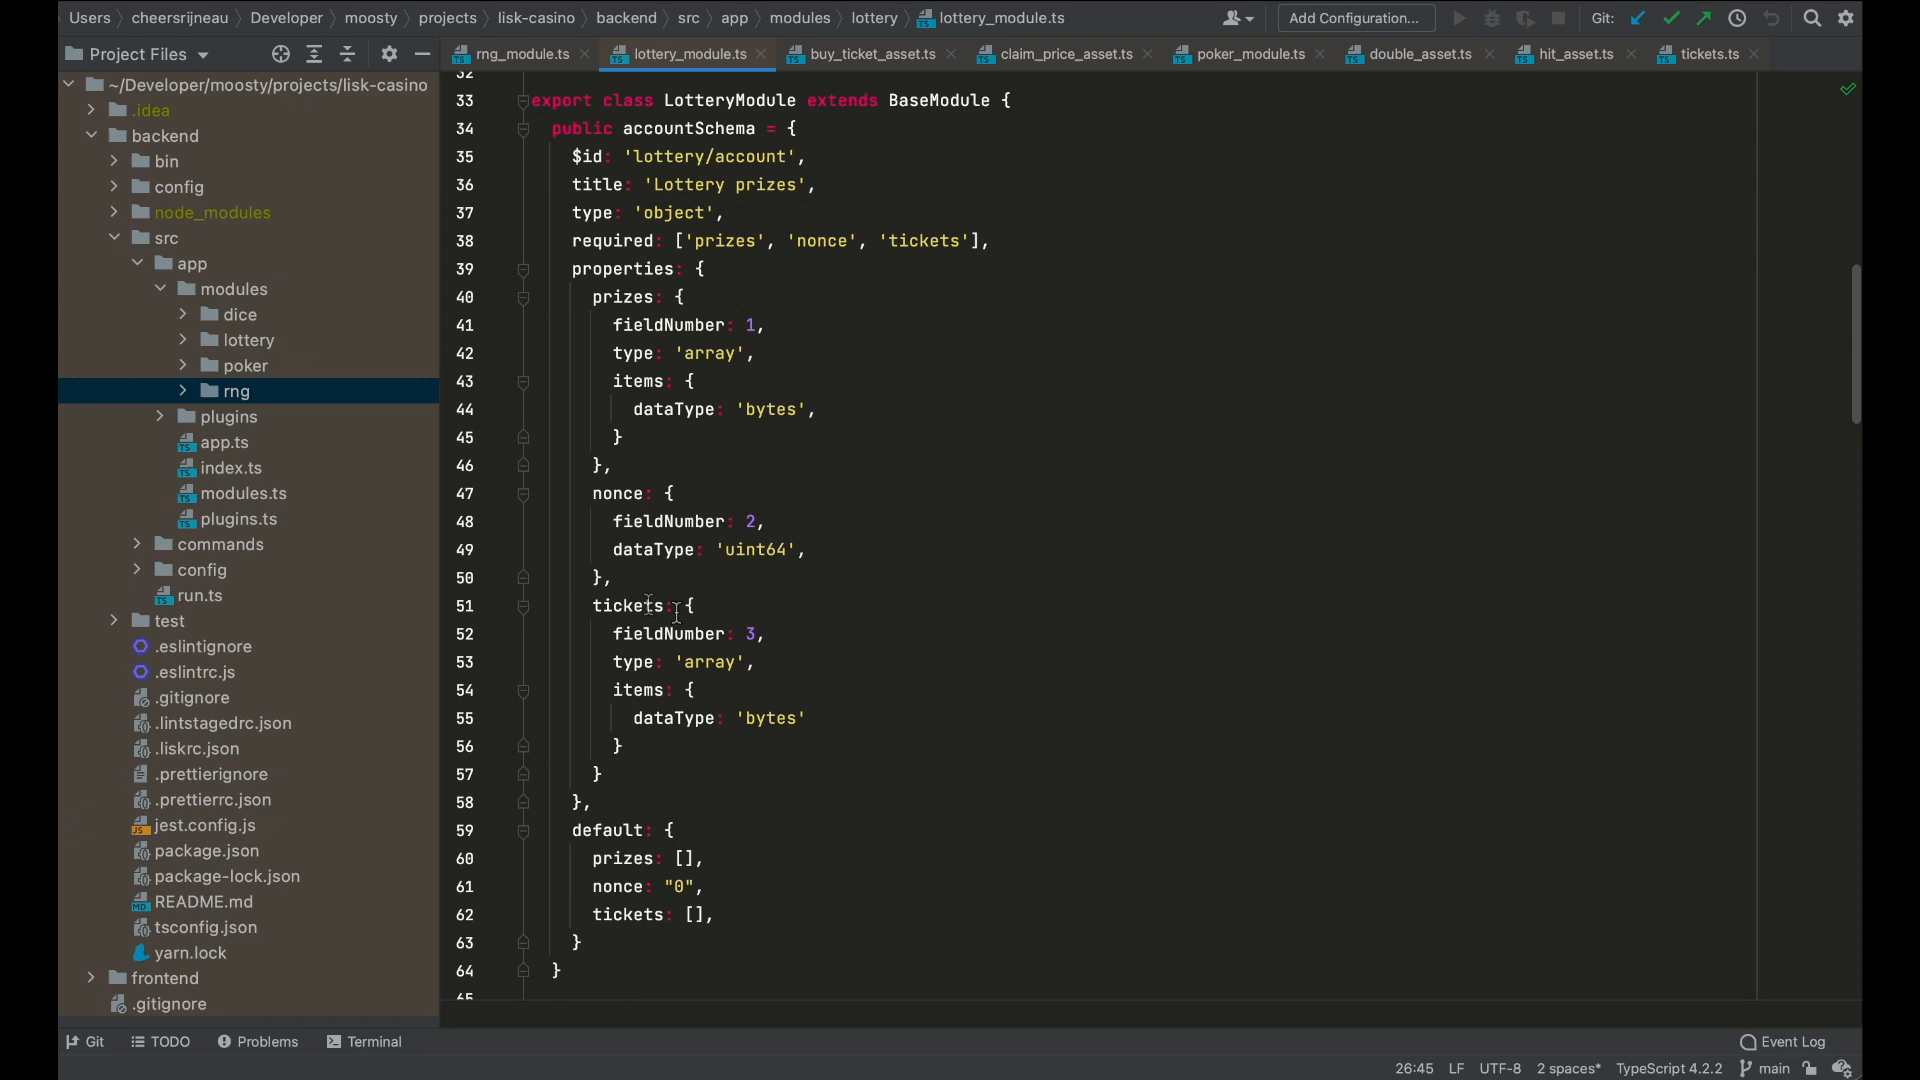 Users › cheersrijneau › Developer › moosty › projects › lisk-casino › backend › src › app › modules › lottery › lottery_module.ts
Add Configuration...
Git:
Project Files
rng_module.ts
lottery_module.ts
buy_ticket_asset.ts
claim_price_asset.ts
poker_module.ts
double_asset.ts
hit_asset.ts
tickets.ts
~/Developer/moosty/projects/lisk-casino
.idea
backend
bin
config
node_modules
src
app
modules
dice
lottery
poker
rng
plugins
app.ts
index.ts
modules.ts
plugins.ts
commands
config
run.ts
test
.eslintignore
.eslintrc.js
.gitignore
.lintstagedrc.json
.liskrc.json
.prettierignore
.prettierrc.json
jest.config.js
package.json
package-lock.json
README.md
tsconfig.json
yarn.lock
frontend
.gitignore
32
33 export class LotteryModule extends BaseModule {
34 public accountSchema = {
35 $id: 'lottery/account',
36 title: 'Lottery prizes',
37 type: 'object',
38 required: ['prizes', 'nonce', 'tickets'],
39 properties: {
40 prizes: {
41 fieldNumber: 1,
42 type: 'array',
43 items: {
44 dataType: 'bytes',
45 }
46 },
47 nonce: {
48 fieldNumber: 2,
49 dataType: 'uint64',
50 },
51 tickets: {
52 fieldNumber: 3,
53 type: 'array',
54 items: {
55 dataType: 'bytes'
56 }
57 }
58 },
59 default: {
60 prizes: [],
61 nonce: "0",
62 tickets: [],
63 }
64 }
65
Git
TODO
Problems
Terminal
Event Log
26:45 LF UTF-8 2 spaces* TypeScript 4.2.2 main